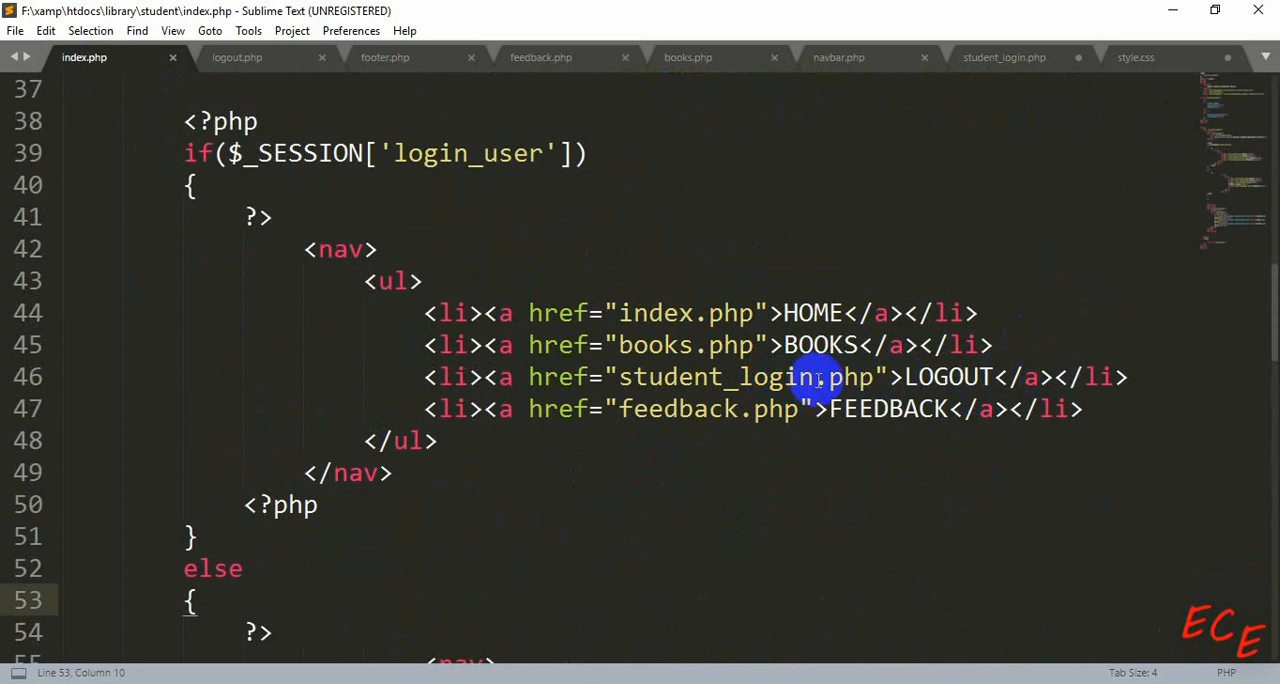 F:\xamp\htdocs\library\student\index.php - Sublime Text (UNREGISTERED)
File Edit Selection Find View Goto Tools Project Preferences Help
index.php logout.php footer.php feedback.php books.php navbar.php student_login.php style.css
37
38 <?php
39 if($_SESSION['login_user'])
40 {
41 ?>
42 <nav>
43 <ul>
44 <li><a href="index.php">HOME</a></li>
45 <li><a href="books.php">BOOKS</a></li>
46 <li><a href="student_login.php">LOGOUT</a></li>
47 <li><a href="feedback.php">FEEDBACK</a></li>
48 </ul>
49 </nav>
50 <?php
51 }
52 else
53 {
54 ?>
55 <nav>
ECE
Line 53, Column 10 Tab Size: 4 PHP